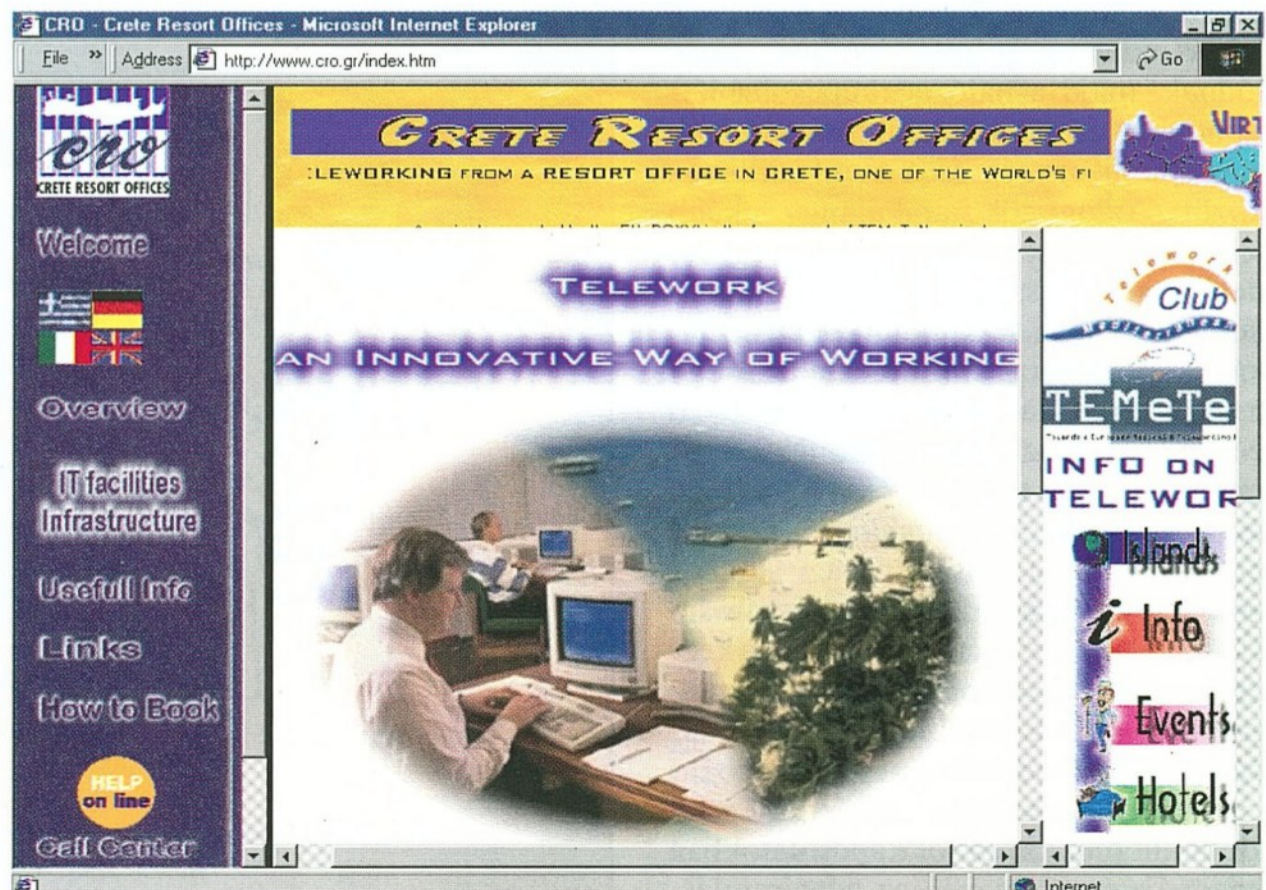 CRO - Crete Resort Offices - Microsoft Internet Explorer
File » Address http://www.cro.gr/index.htm Go
cro
CRETE RESORT OFFICES
Welcome
Overview
IT facilities
Infrastructure
Usefull Info
Links
How to Book
HELP
on line
Call Center
CRETE RESORT OFFICES
:LEWORKING FROM A RESORT OFFICE IN CRETE, ONE OF THE WORLD'S FI
VIRT
TELEWORK
AN INNOVATIVE WAY OF WORKING
Telework
Club
Mediterranean
TEMeTe
INFO ON
TELEWOR
Islands
Info
Events
Hotels
Internet